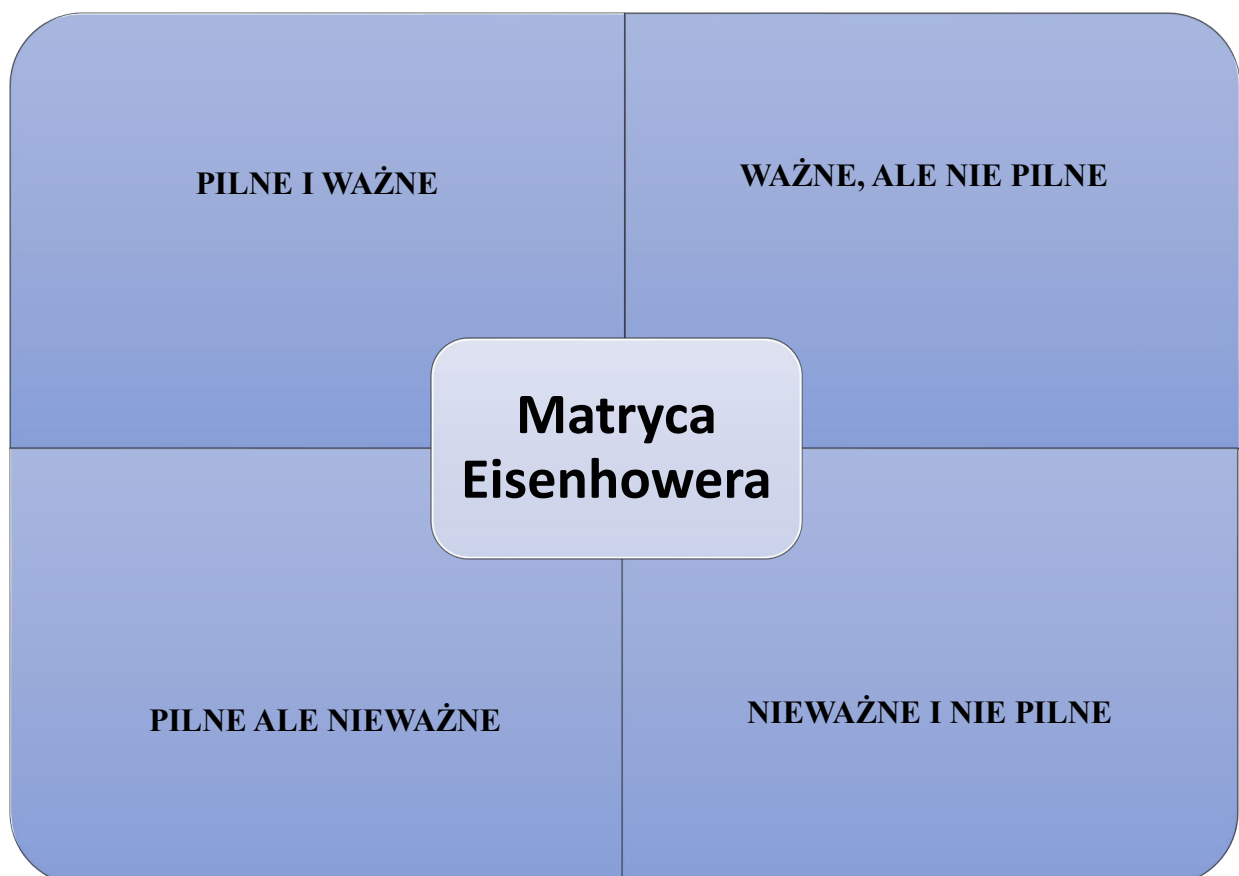 PILNE I WAŻNE
WAŻNE, ALE NIE PILNE
Matryca
Eisenhowera
PILNE ALE NIEWAŻNE
NIEWAŻNE I NIE PILNE